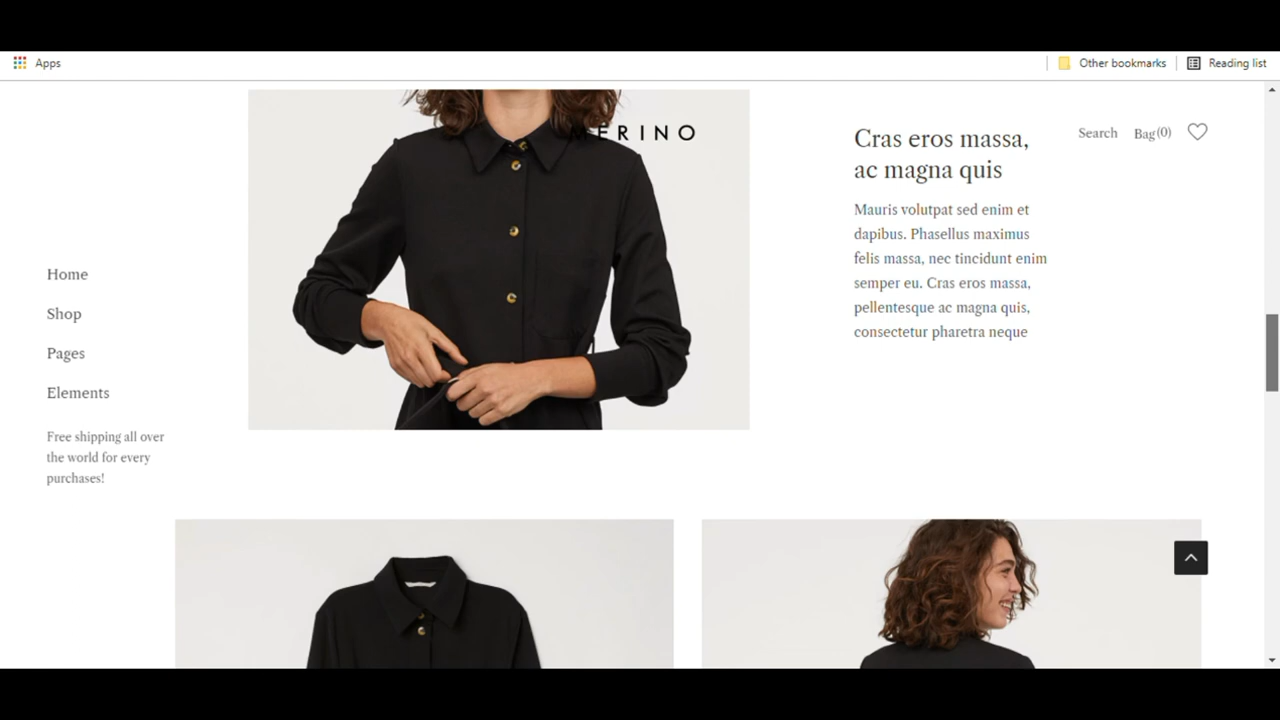 Apps
Other bookmarks
Reading list
MERINO
Search
Bag(0)
Cras eros massa,
ac magna quis
Mauris volutpat sed enim et
dapibus. Phasellus maximus
felis massa, nec tincidunt enim
semper eu. Cras eros massa,
pellentesque ac magna quis,
consectetur pharetra neque
Home
Shop
Pages
Elements
Free shipping all over
the world for every
purchases!